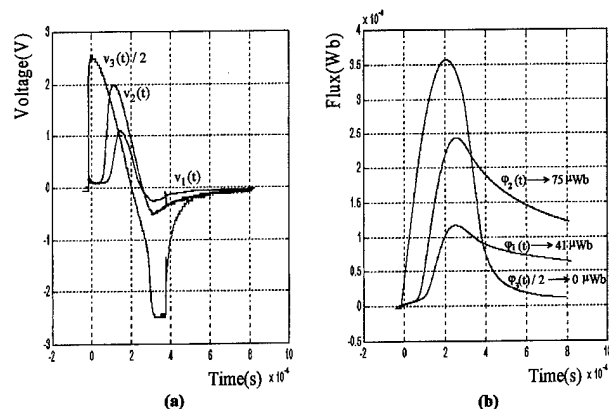 Voltage(V)
3
2
1
0
-1
-2
-3
v3(t)/2
v2(t)
v1(t)
-2 0 2 4 6 8 10
Time(s) × 10⁻⁴
(a)
× 10⁻⁴
Flux(Wb)
4
3.5
3
2.5
2
1.5
1
0.5
0
-0.5
φ2(t) → 75 μWb
φ1(t) → 41 μWb
φ3(t)/2 → 0 μWb
-4 -2 0 2 4 6 8 10
Time(s) × 10⁻⁴
(b)